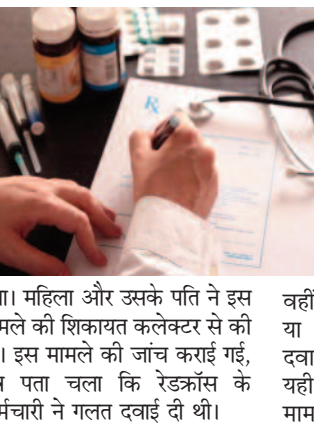 Rx
ा। महिला और उसके पति ने इस
मले की शिकायत कलेक्टर से की
। इस मामले की जांच कराई गई,
पता चला कि रेडक्रॉस के
र्मचारी ने गलत दवाई दी थी।
वहीं
या
दवा
यही
माम